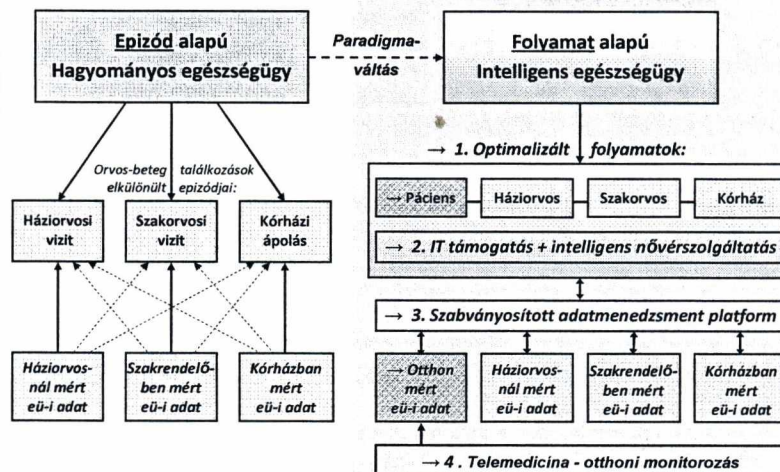 Epizód alapú
Hagyományos egészségügy
Paradigma-
váltás
Folyamat alapú
Intelligens egészségügy
Orvos-beteg találkozások
elkülönült epizódjai:
Háziorvosi
vizit
Szakorvosi
vizit
Kórházi
ápolás
Háziorvos-
nál mért
eü-i adat
Szakrendelő-
ben mért
eü-i adat
Kórházban
mért
eü-i adat
→ 1. Optimalizált folyamatok:
→ Páciens
Háziorvos
Szakorvos
Kórház
→ 2. IT támogatás + intelligens nővérszolgáltatás
→ 3. Szabványosított adatmenedzsment platform
→ Otthon
mért
eü-i adat
Háziorvos-
nál mért
eü-i adat
Szakrendelő-
ben mért
eü-i adat
Kórházban
mért
eü-i adat
→ 4 . Telemedicina - otthoni monitorozás